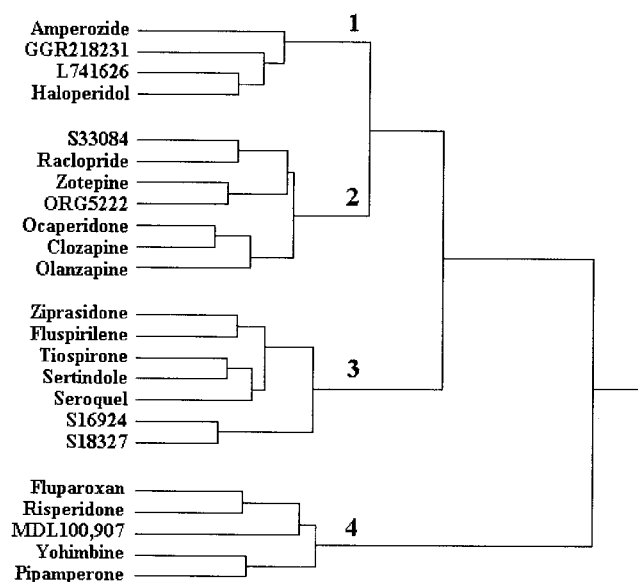 Amperozide
1
GGR218231
L741626
Haloperidol
S33084
Raclopride
Zotepine
2
ORG5222
Ocaperidone
Clozapine
Olanzapine
Ziprasidone
Fluspirilene
Tiospirone
3
Sertindole
Seroquel
S16924
S18327
Fluparoxan
Risperidone
MDL100,907
4
Yohimbine
Pipamperone